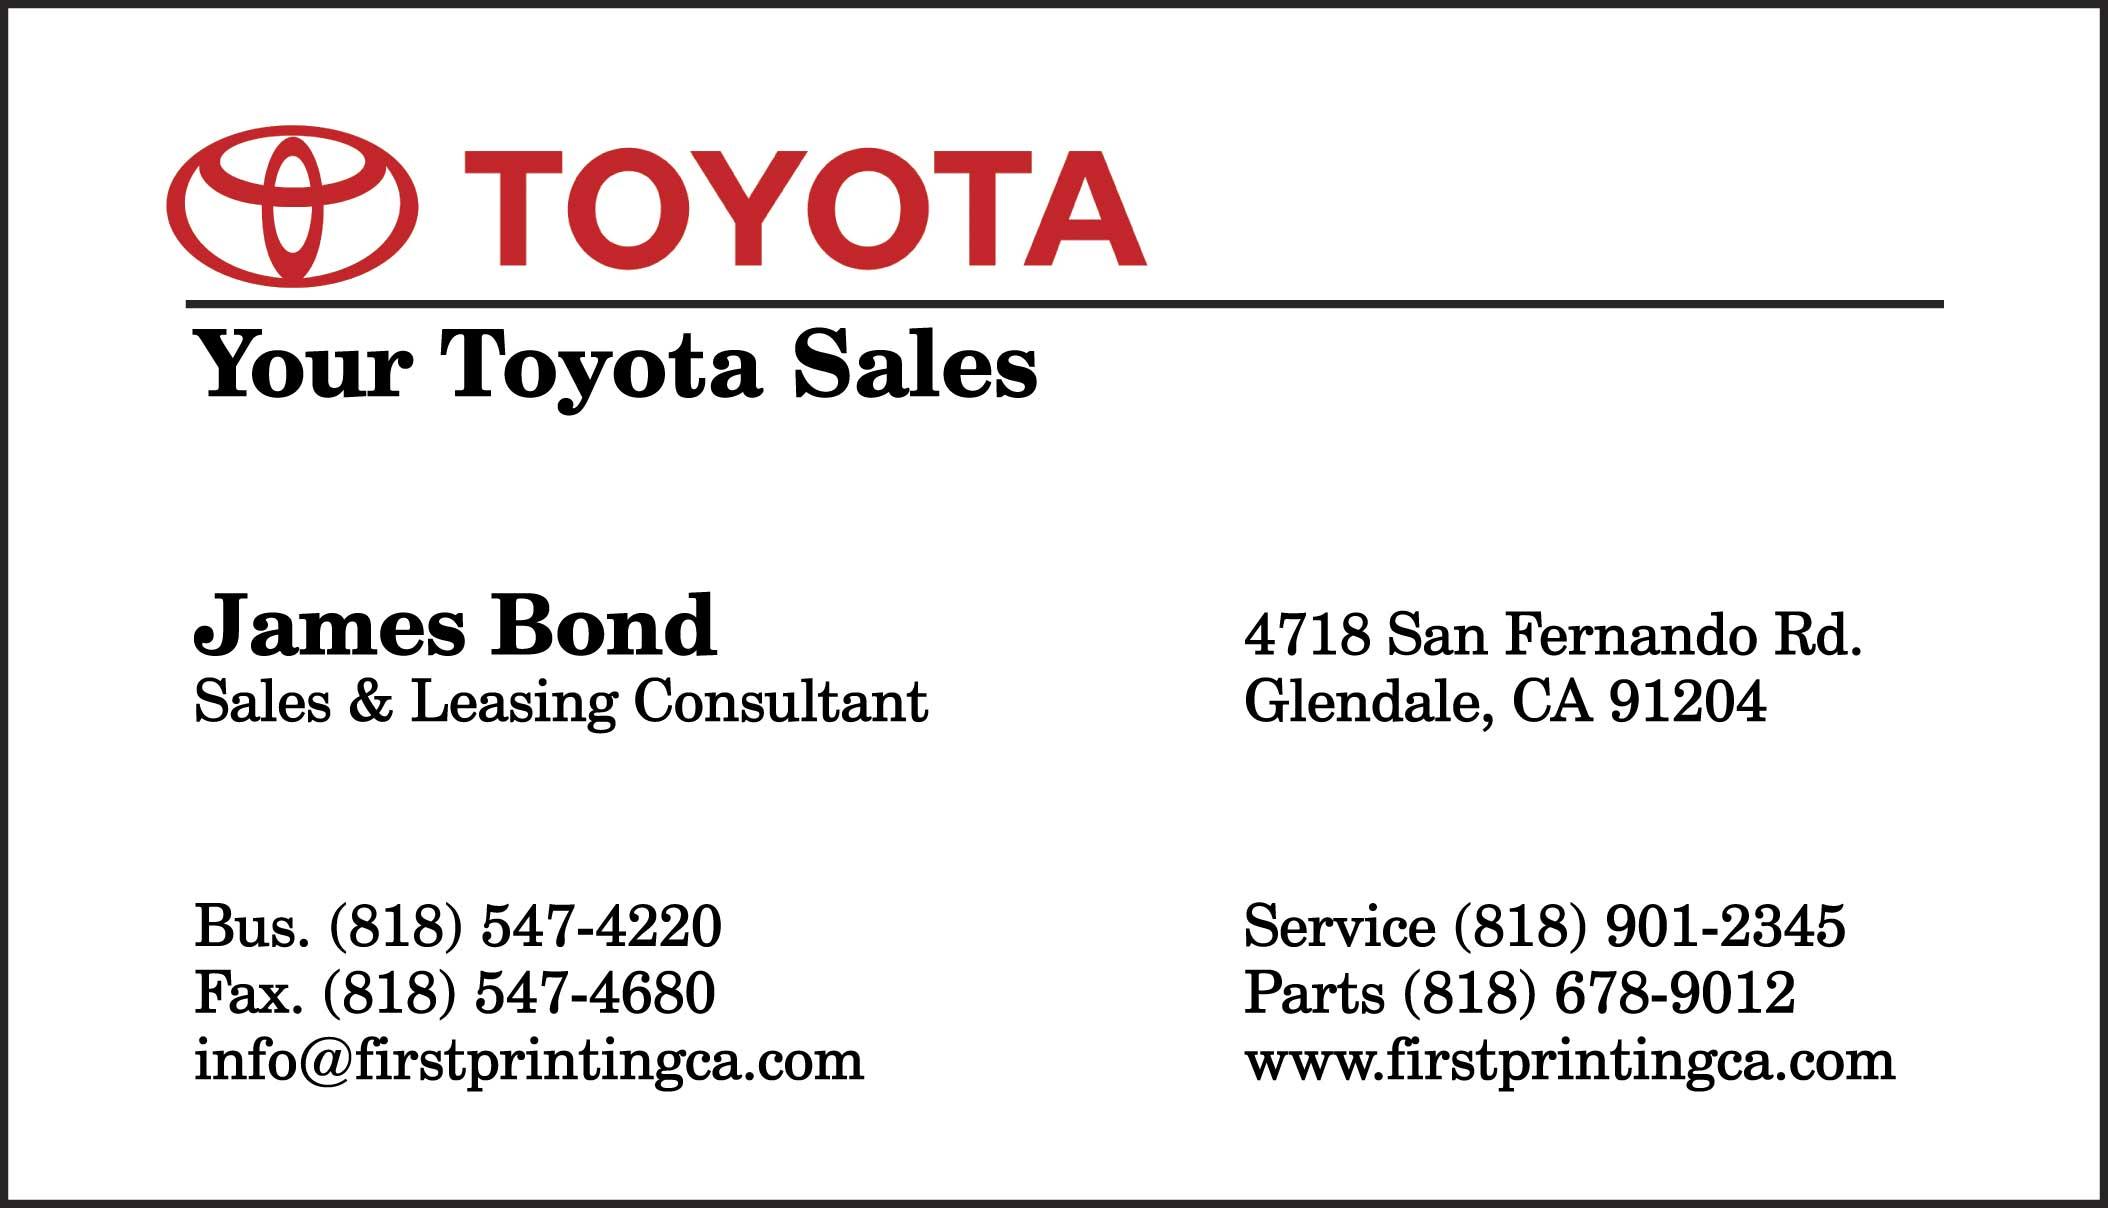 TOYOTA
Your Toyota Sales
James Bond
Sales & Leasing Consultant
4718 San Fernando Rd.
Glendale, CA 91204
Bus. (818) 547-4220
Fax. (818) 547-4680
info@firstprintingca.com
Service (818) 901-2345
Parts (818) 678-9012
www.firstprintingca.com